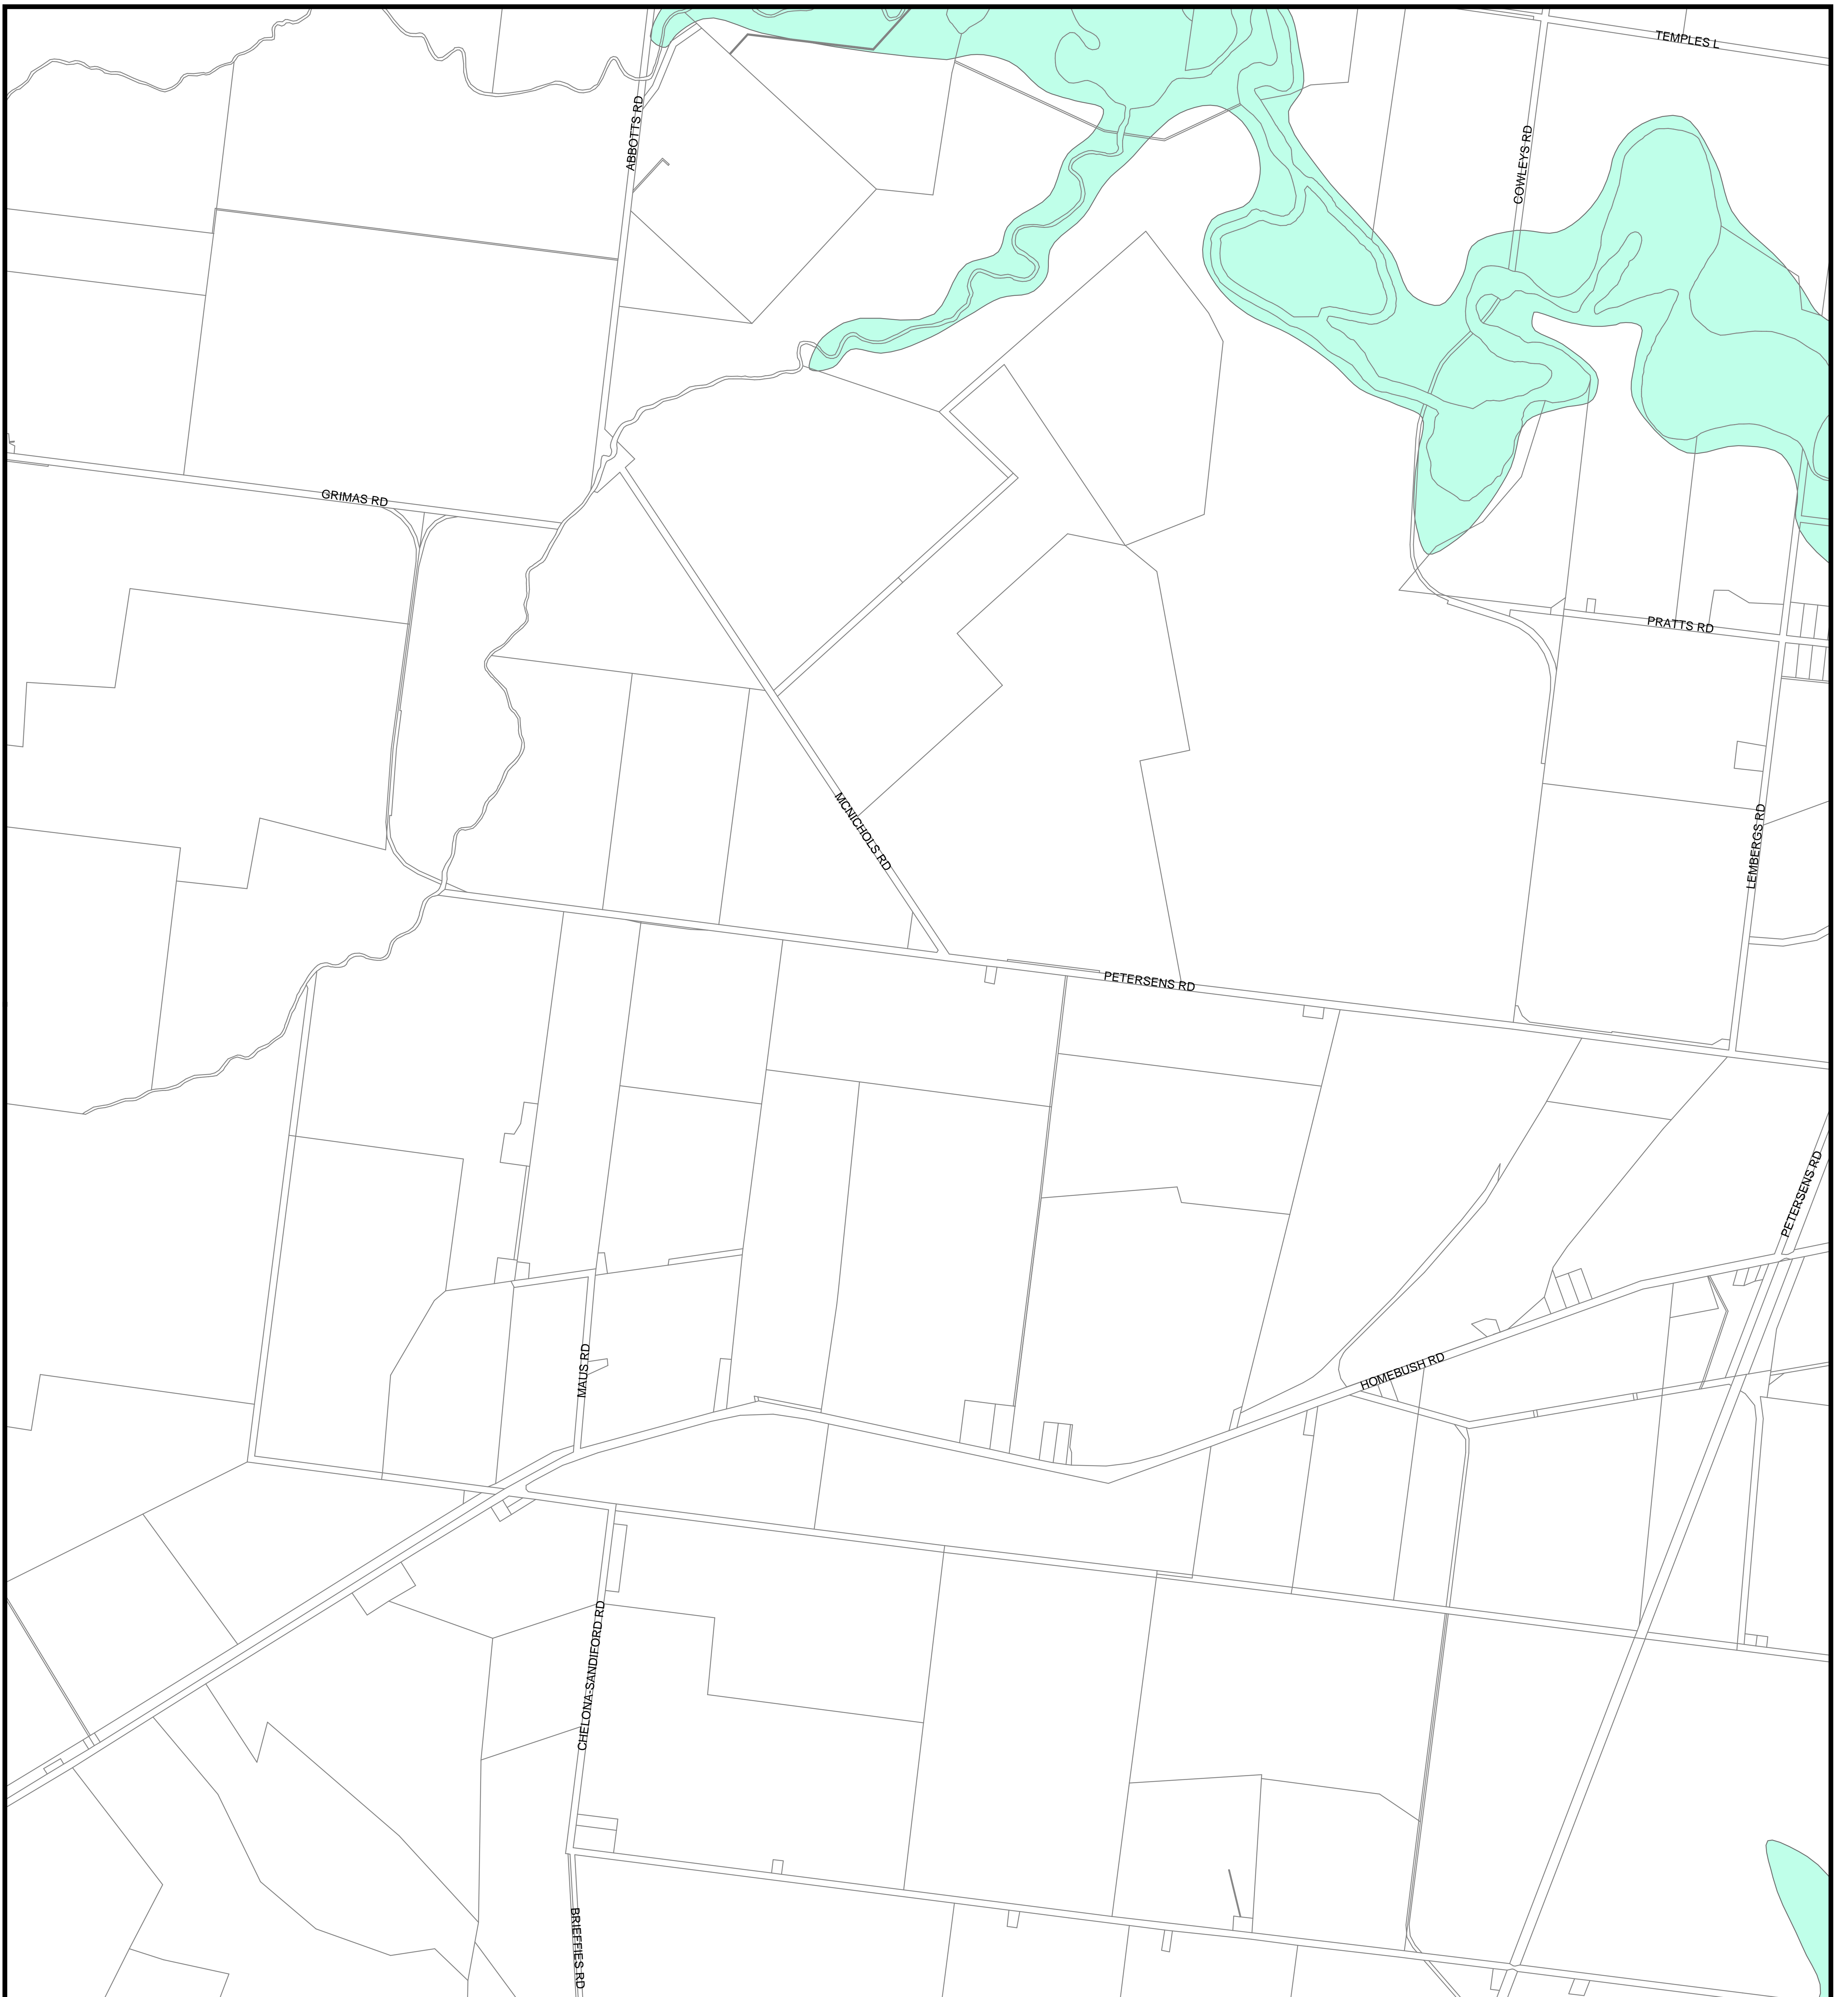 TEMPLES L
ABBOTTS RD
COWLEYS RD
GRIMAS RD
PRATTS RD
MCNICHOLS RD
LEMBERGS RD
PETERSENS RD
PETERSENS RD
MAUS RD
HOMEBUSH RD
CHELONA-SANDIFORD RD
BRIEFFIES RD